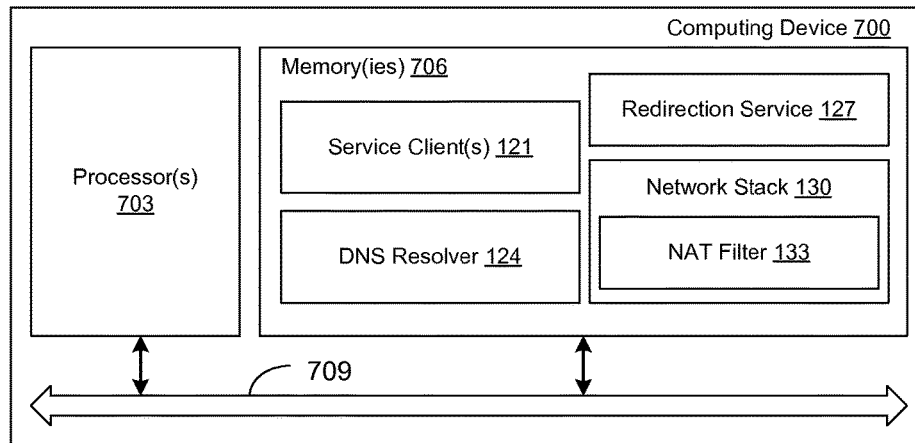 Computing Device 700
Processor(s)
703
Memory(ies) 706
Service Client(s) 121
DNS Resolver 124
Redirection Service 127
Network Stack 130
NAT Filter 133
709